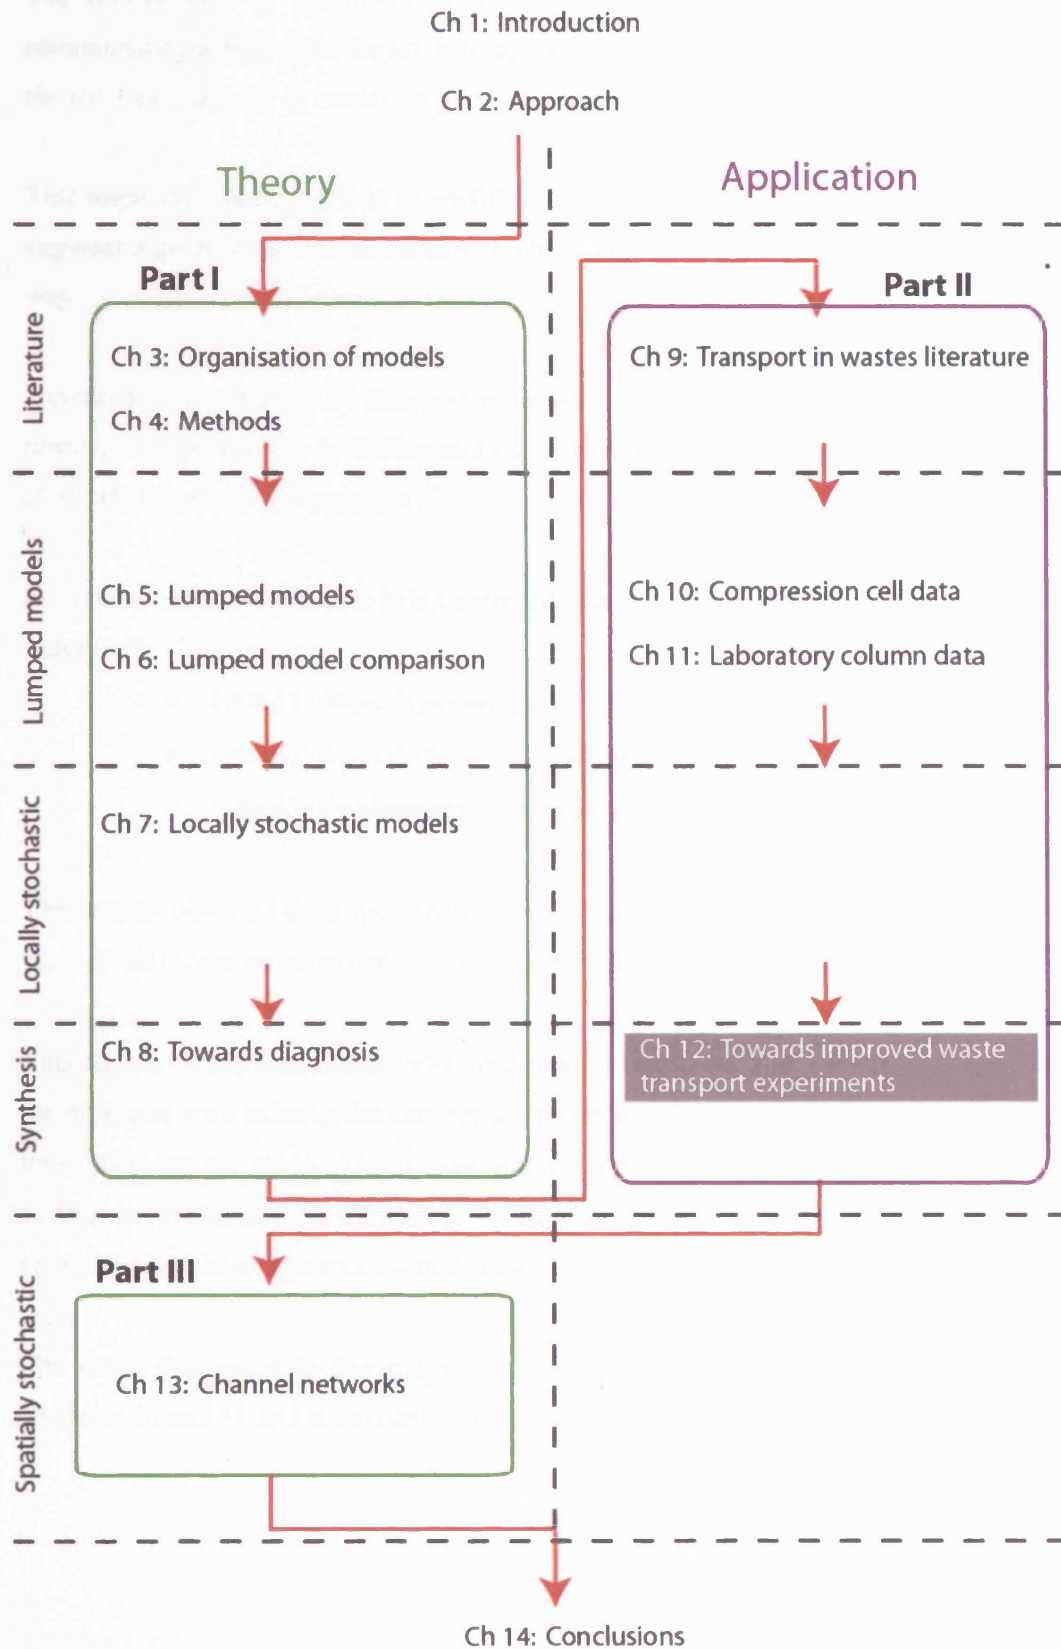 Ch 1: Introduction
Ch 2: Approach
Theory
Application
Literature
Part I
Ch 3: Organisation of models
Ch 4: Methods
Part II
Ch 9: Transport in wastes literature
Lumped models
Ch 5: Lumped models
Ch 6: Lumped model comparison
Ch 10: Compression cell data
Ch 11: Laboratory column data
Locally stochastic
Ch 7: Locally stochastic models
Synthesis
Ch 8: Towards diagnosis
Ch 12: Towards improved waste
transport experiments
Spatially stochastic
Part III
Ch 13: Channel networks
Ch 14: Conclusions